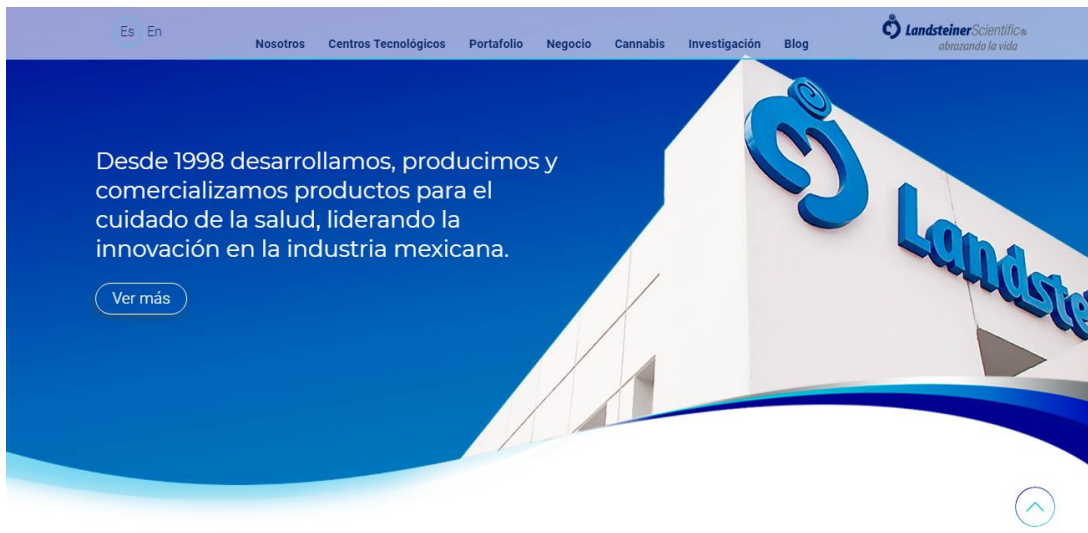 Es En
Nosotros Centros Tecnológicos Portafolio Negocio Cannabis Investigación Blog
LandsteinerScientific®
abrazando la vida
Desde 1998 desarrollamos, producimos y
comercializamos productos para el
cuidado de la salud, liderando la
innovación en la industria mexicana.
Ver más
Landste